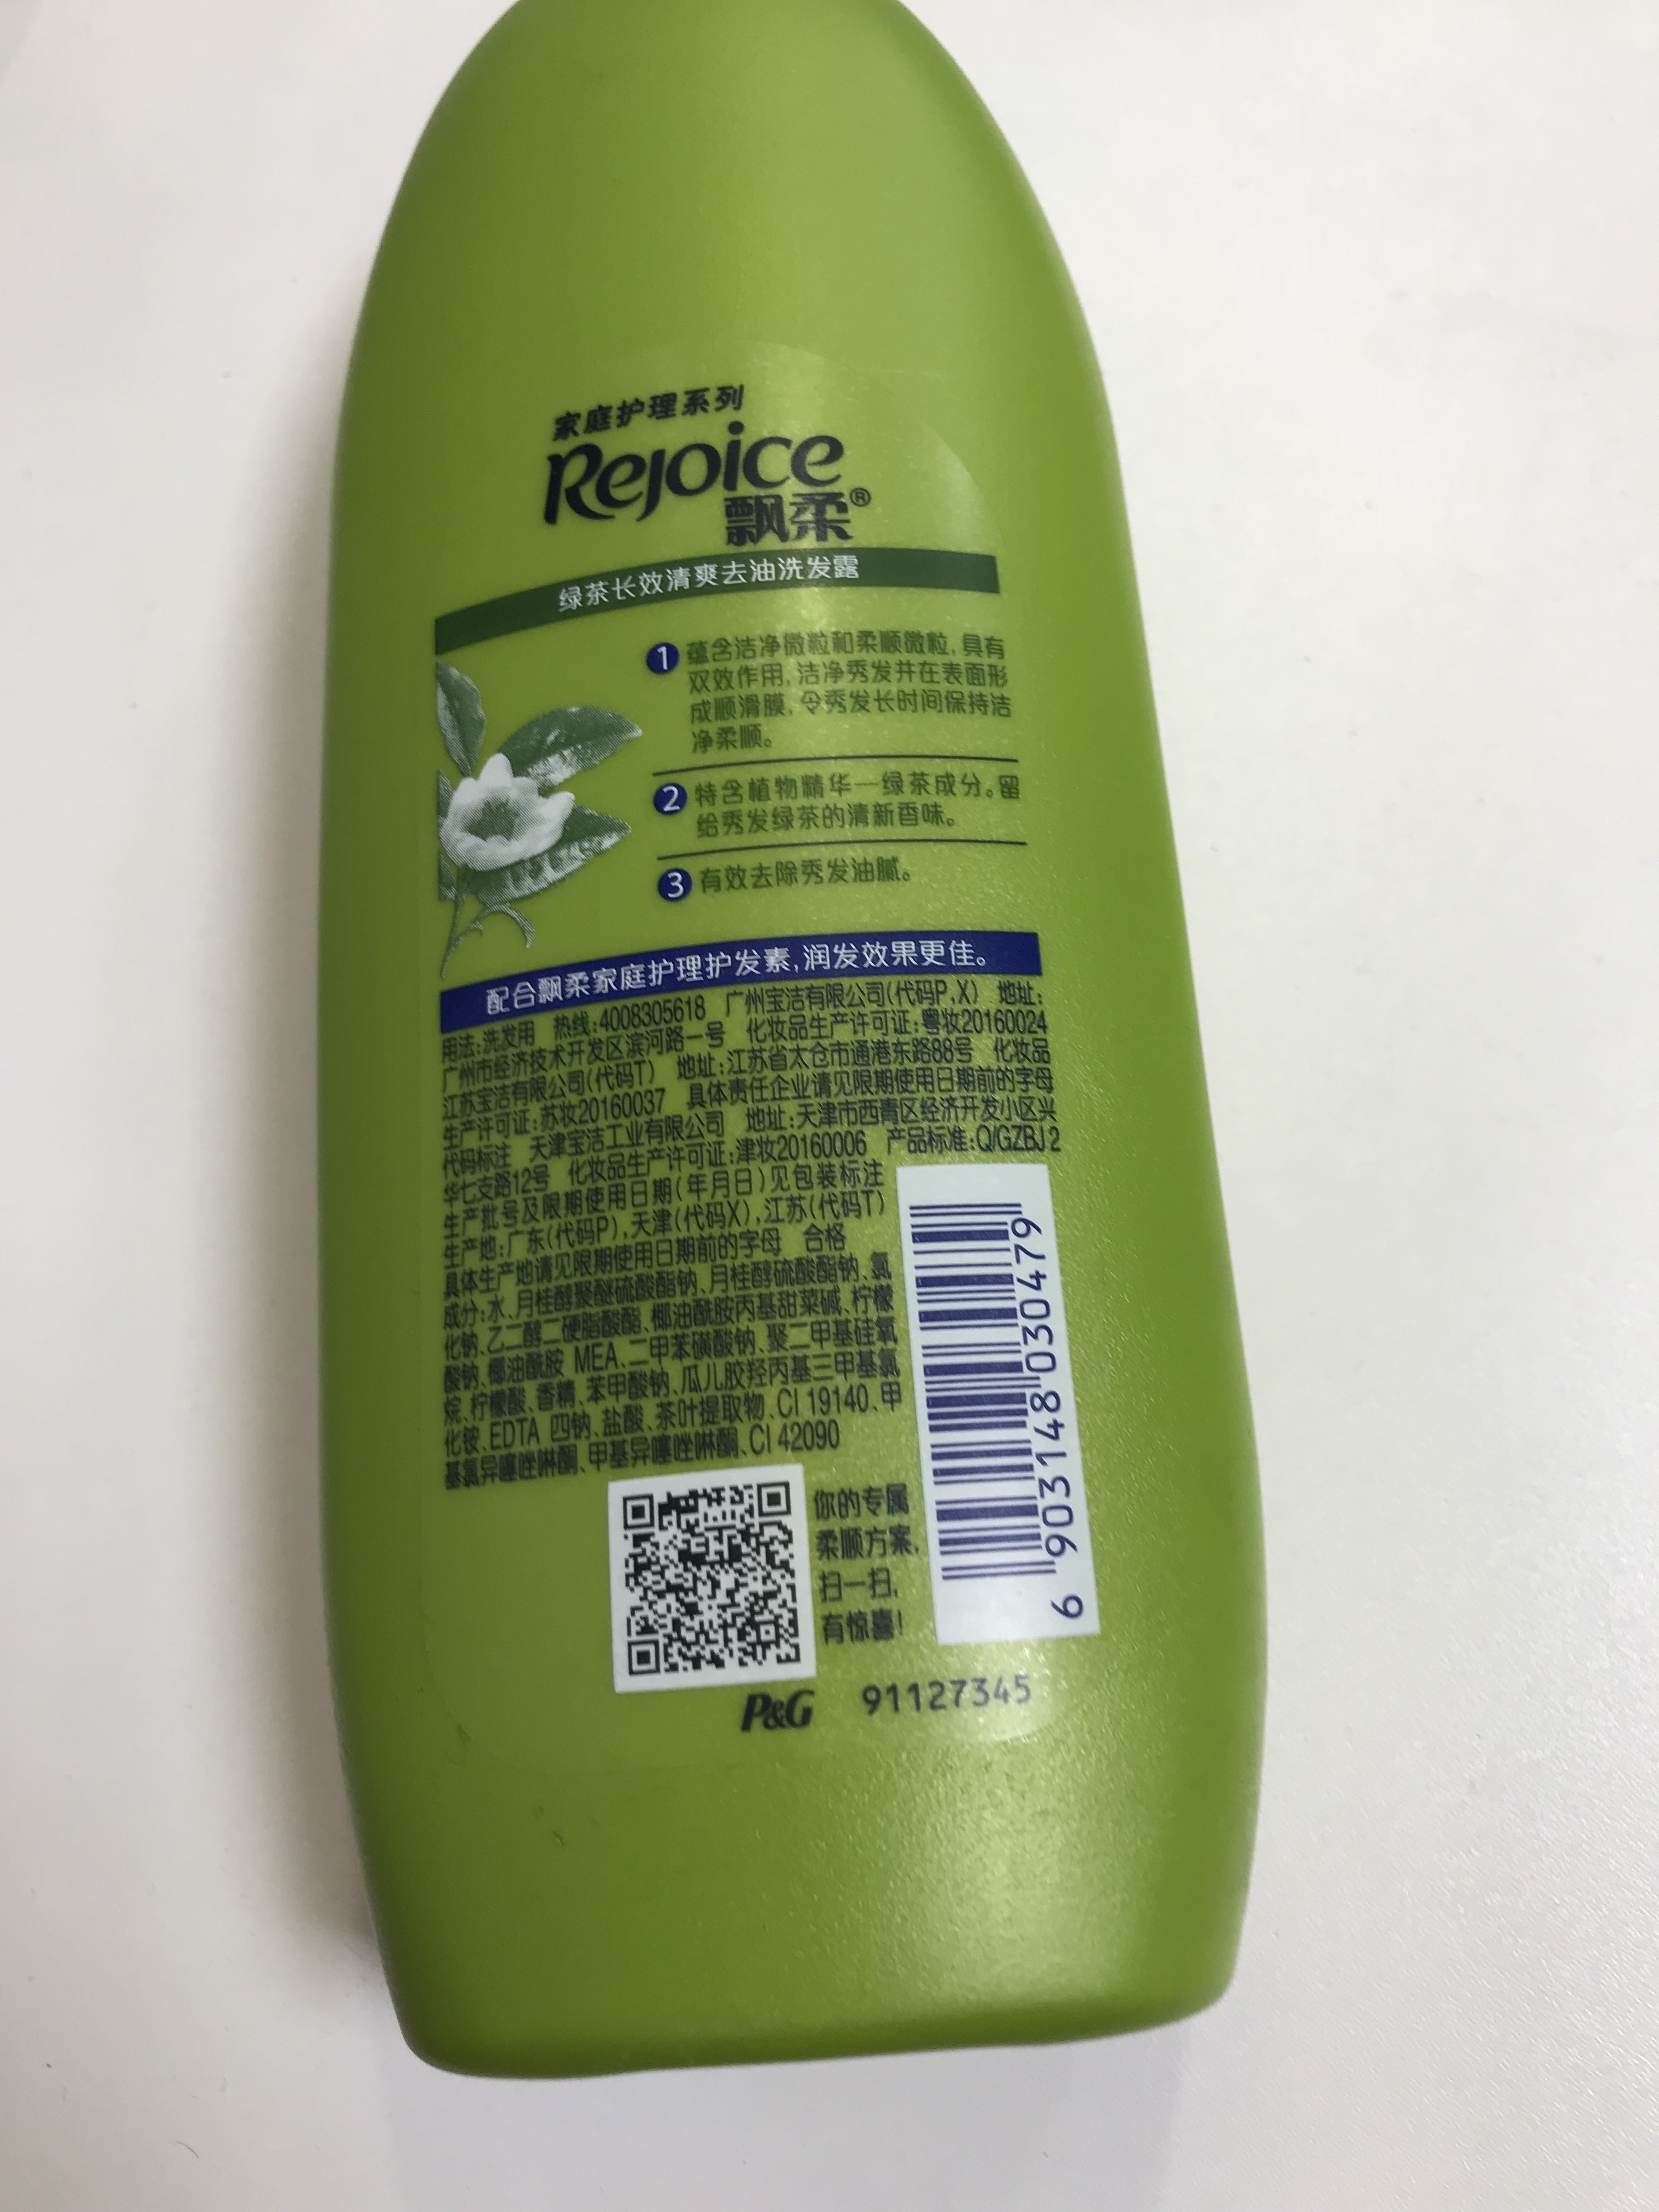 家庭护理系列
Rejoice
飘柔®
绿茶长效清爽去油洗发露
1 蕴含洁净微粒和柔顺微粒,具有
双效作用,洁净秀发并在表面形
成顺滑膜,令秀发长时间保持洁
净柔顺。
2 特含植物精华—绿茶成分。留
给秀发绿茶的清新香味。
3 有效去除秀发油腻。
配合飘柔家庭护理护发素,润发效果更佳。
用法:洗发用 热线:4008305618 广州宝洁有限公司(代码P,X) 地址:
广州市经济技术开发区滨河路一号 化妆品生产许可证:粤妆20160024
江苏宝洁有限公司(代码T) 地址:江苏省太仓市通港东路88号 化妆品
生产许可证:苏妆20160037 具体责任企业请见限期使用日期前的字母
代码标注 天津宝洁工业有限公司 地址:天津市西青区经济开发小区兴
华七支路12号 化妆品生产许可证:津妆20160006 产品标准:Q/GZBJ 2
生产批号及限期使用日期(年月日)见包装标注
生产地:广东(代码P),天津(代码X),江苏(代码T)
具体生产地请见限期使用日期前的字母 合格
成分:水、月桂醇聚醚硫酸酯钠、月桂醇硫酸酯钠、氯
化钠、乙二醇二硬脂酸酯、椰油酰胺丙基甜菜碱、柠檬
酸钠、椰油酰胺 MEA、二甲苯磺酸钠、聚二甲基硅氧
烷、柠檬酸、香精、苯甲酸钠、瓜儿胶羟丙基三甲基氯
化铵、EDTA 四钠、盐酸、茶叶提取物、CI 19140、甲
基氯异噻唑啉酮、甲基异噻唑啉酮、CI 42090
你的专属
柔顺方案,
扫一扫,
有惊喜!
6 903148 030479
P&G 91127345